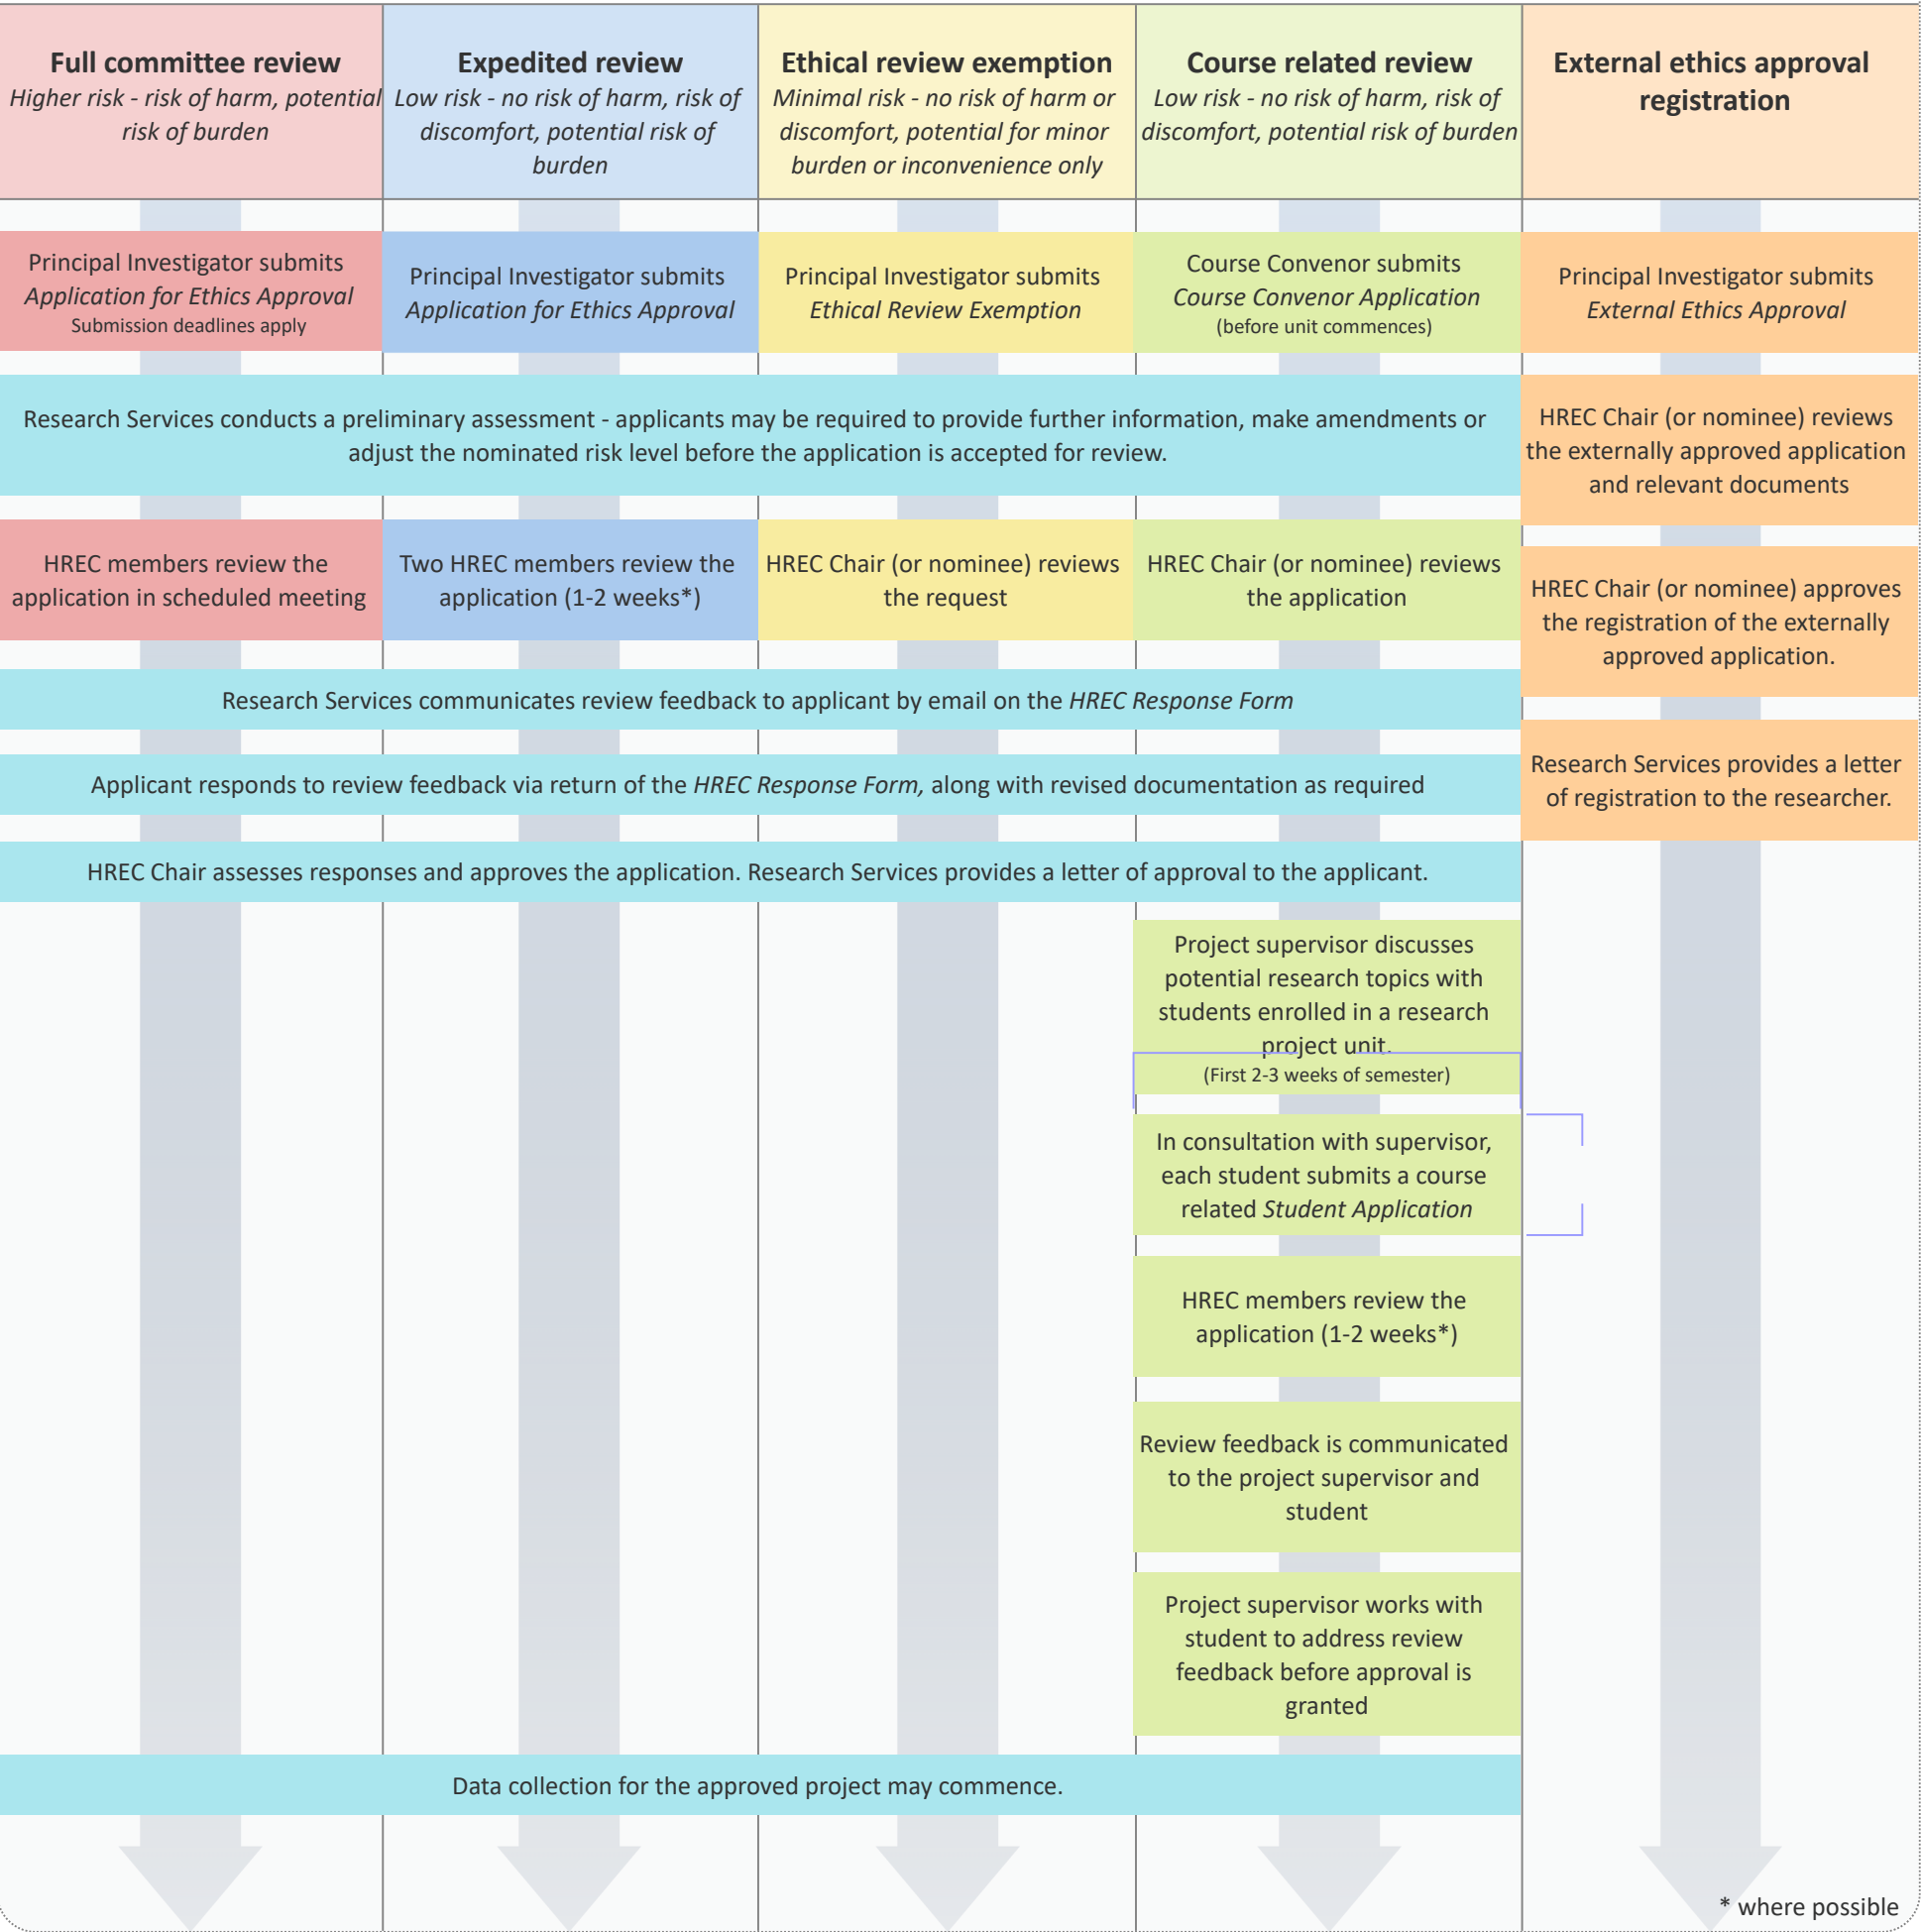 Full committee review
Higher risk - risk of harm, potential
risk of burden
Expedited review
Low risk - no risk of harm, risk of
discomfort, potential risk of
burden
Ethical review exemption
Minimal risk - no risk of harm or
discomfort, potential for minor
burden or inconvenience only
Course related review
Low risk - no risk of harm, risk of
discomfort, potential risk of burden
External ethics approval
registration
Principal Investigator submits
Application for Ethics Approval
Submission deadlines apply
Principal Investigator submits
Application for Ethics Approval
Principal Investigator submits
Ethical Review Exemption
Course Convenor submits
Course Convenor Application
(before unit commences)
Principal Investigator submits
External Ethics Approval
Research Services conducts a preliminary assessment - applicants may be required to provide further information, make amendments or
adjust the nominated risk level before the application is accepted for review.
HREC Chair (or nominee) reviews
the externally approved application
and relevant documents
HREC members review the
application in scheduled meeting
Two HREC members review the
application (1-2 weeks*)
HREC Chair (or nominee) reviews
the request
HREC Chair (or nominee) reviews
the application
HREC Chair (or nominee) approves
the registration of the externally
approved application.
Research Services communicates review feedback to applicant by email on the HREC Response Form
Applicant responds to review feedback via return of the HREC Response Form, along with revised documentation as required
Research Services provides a letter
of registration to the researcher.
HREC Chair assesses responses and approves the application. Research Services provides a letter of approval to the applicant.
Project supervisor discusses
potential research topics with
students enrolled in a research
project unit.
(First 2-3 weeks of semester)
In consultation with supervisor,
each student submits a course
related Student Application
HREC members review the
application (1-2 weeks*)
Review feedback is communicated
to the project supervisor and
student
Project supervisor works with
student to address review
feedback before approval is
granted
Data collection for the approved project may commence.
* where possible